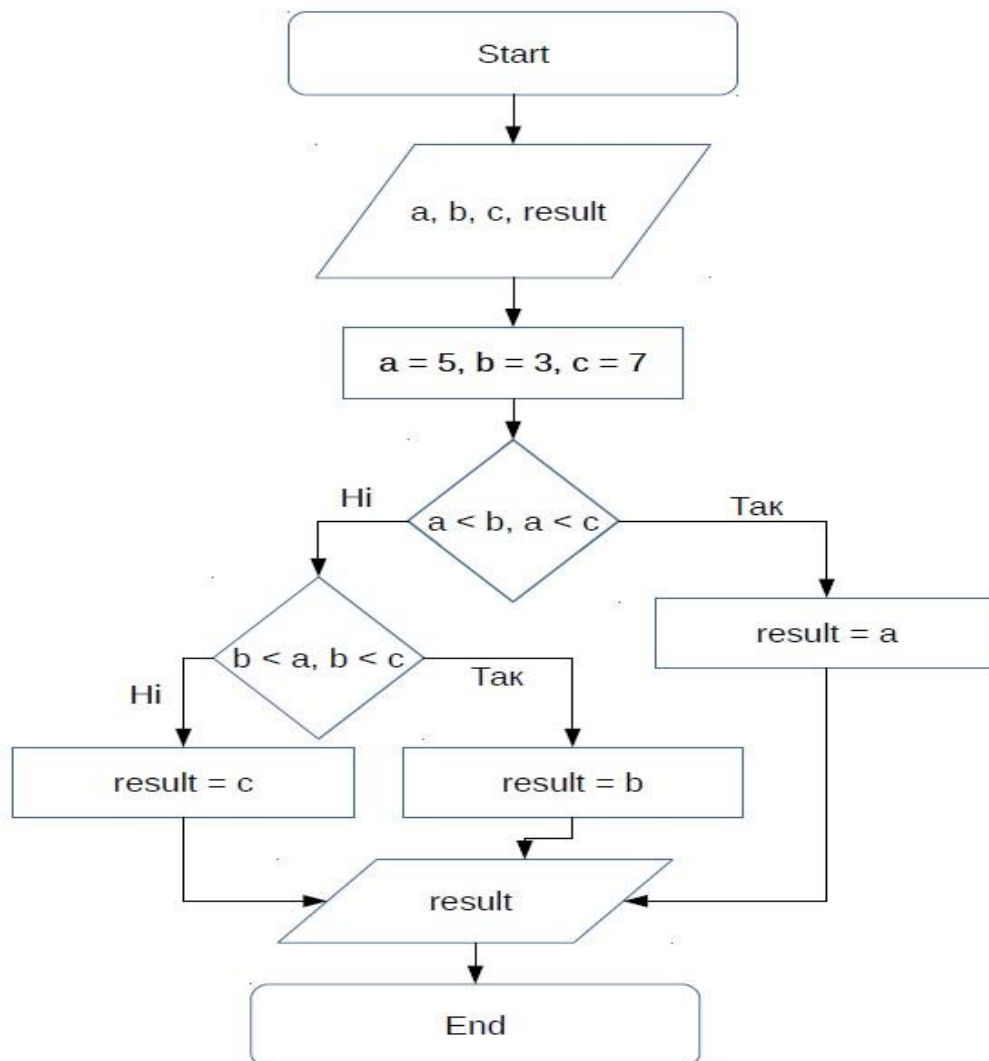 Start
a, b, c, result
a = 5, b = 3, c = 7
Ні
a < b, a < c
Так
result = a
b < a, b < c
Ні
Так
result = c
result = b
result
End